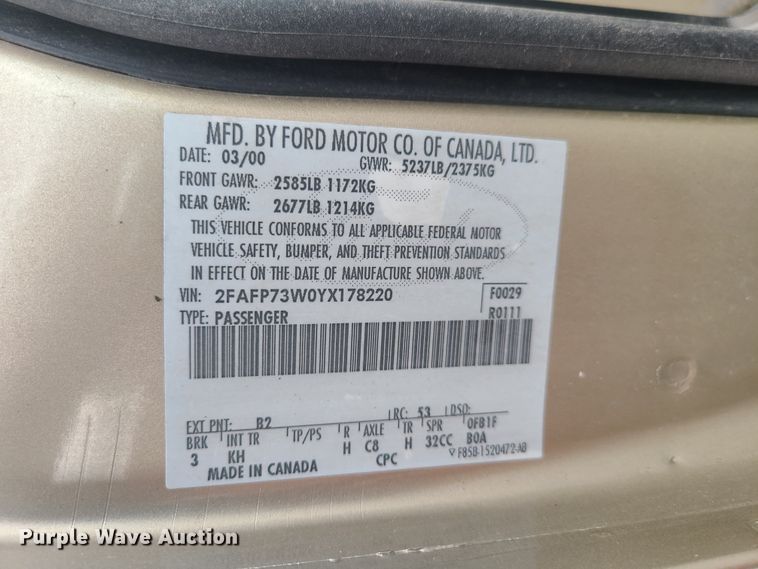 MFD. BY FORD MOTOR CO. OF CANADA, LTD.
DATE: 03/00 GVWR: 5237LB/2375KG
FRONT GAWR: 2585LB 1172KG
REAR GAWR: 2677LB 1214KG
THIS VEHICLE CONFORMS TO ALL APPLICABLE FEDERAL MOTOR
VEHICLE SAFETY, BUMPER, AND THEFT PREVENTION STANDARDS
IN EFFECT ON THE DATE OF MANUFACTURE SHOWN ABOVE.
VIN: 2FAFP73W0YX178220 F0029
TYPE: PASSENGER R0111
EXT PNT: B2 RC: 53 DSO:
BRK INT TR TP/PS R AXLE TR SPR 0FB1F
3 KH H C8 H 32CC B0A
MADE IN CANADA CPC F85B-1520472-AB
Purple Wave Auction